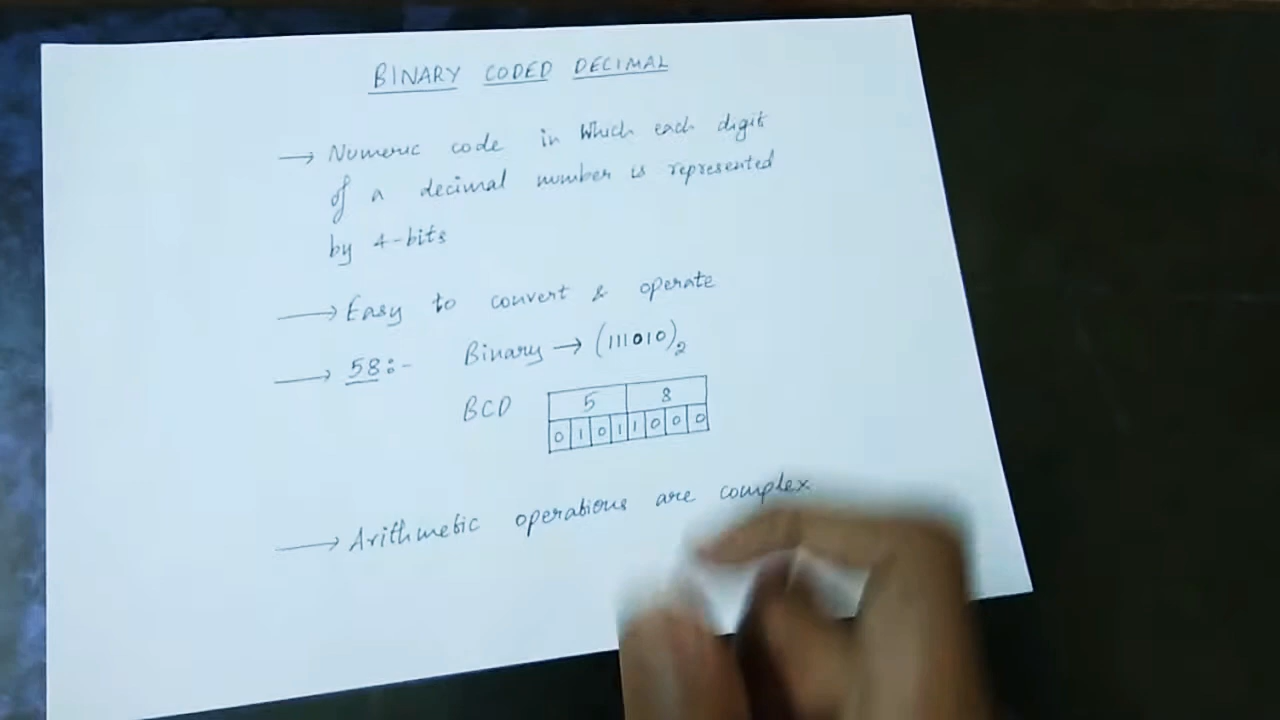 BINARY CODED DECIMAL
→ Numeric code in Which each digit
of a decimal number is represented
by 4-bits
→ Easy to convert & operate
→ 58:- Binary → (111010)2
BCD 5 8
0 1 0 1 1 0 0 0
→ Arithmetic operations are complex